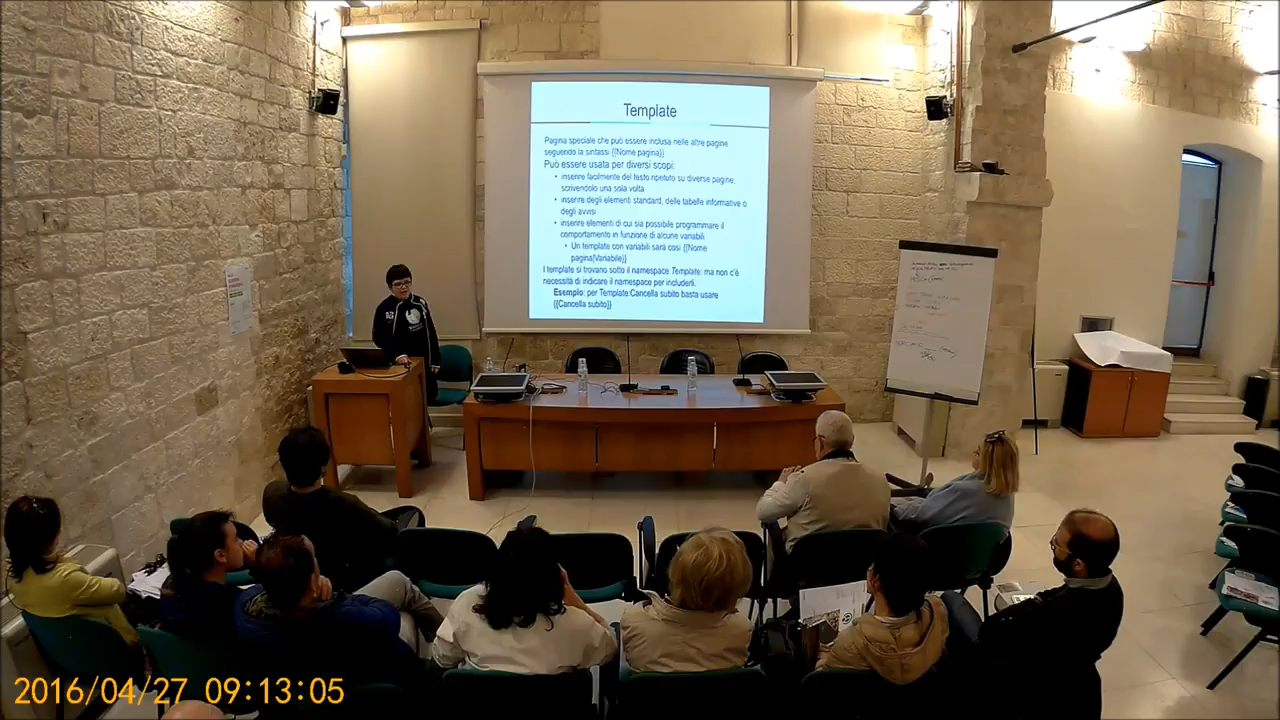 Template
Pagina speciale che può essere inclusa nelle altre pagine
seguendo la sintassi {{Nome pagina}}
Può essere usata per diversi scopi:
• inserire facilmente del testo ripetuto su diverse pagine,
scrivendolo una sola volta
• inserire degli elementi standard, delle tabelle informative o
degli avvisi
• inserire elementi di cui sia possibile programmare il
comportamento in funzione di alcune variabili.
• Un template con variabili sarà così {{Nome
pagina|Variabile}}
I template si trovano sotto il namespace Template: ma non c'è
necessità di indicare il namespace per includerli.
Esempio: per Template:Cancella subito basta usare
{{Cancella subito}}
2016/04/27 09:13:05